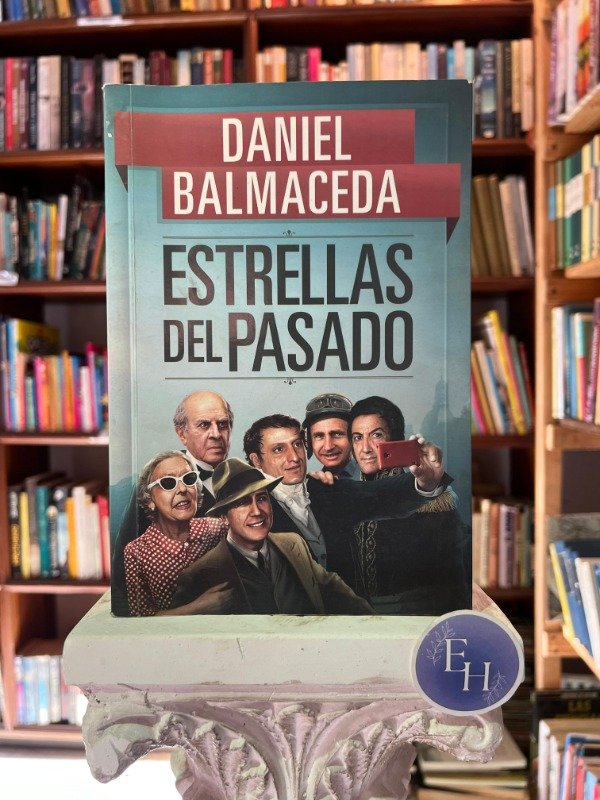 DANIEL
BALMACEDA
ESTRELLAS
DEL PASADO
EH